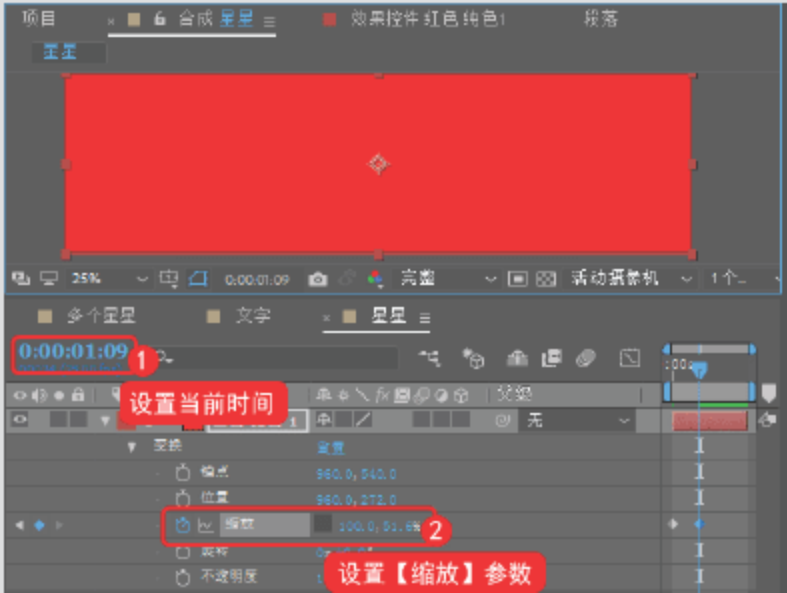 项目
合成 星星
效果控件 红色 纯色1
段落
星星
25%
0:00:01:09
完整
活动摄像机
1个...
多个星星
文字
星星
0:00:01:09
1
:00s
设置当前时间
父级
1
无
变换
重置
锚点
960.0,540.0
位置
960.0,272.0
缩放
100.0,51.8%
2
旋转
设置【缩放】参数
不透明度